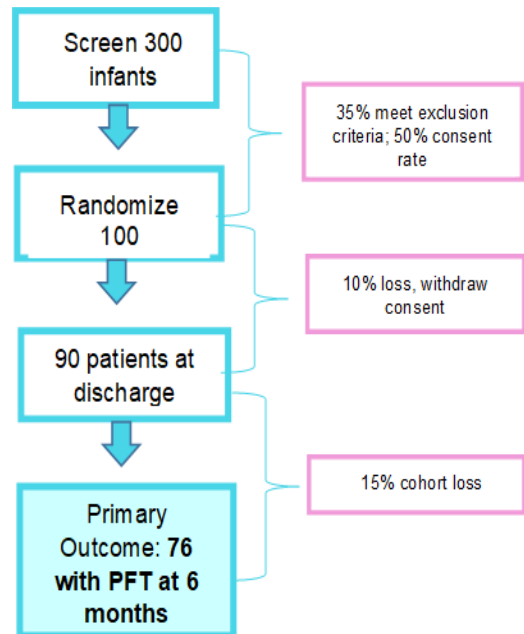 Screen 300
infants
35% meet exclusion
criteria; 50% consent
rate
Randomize
100
10% loss, withdraw
consent
90 patients at
discharge
15% cohort loss
Primary
Outcome: 76
with PFT at 6
months